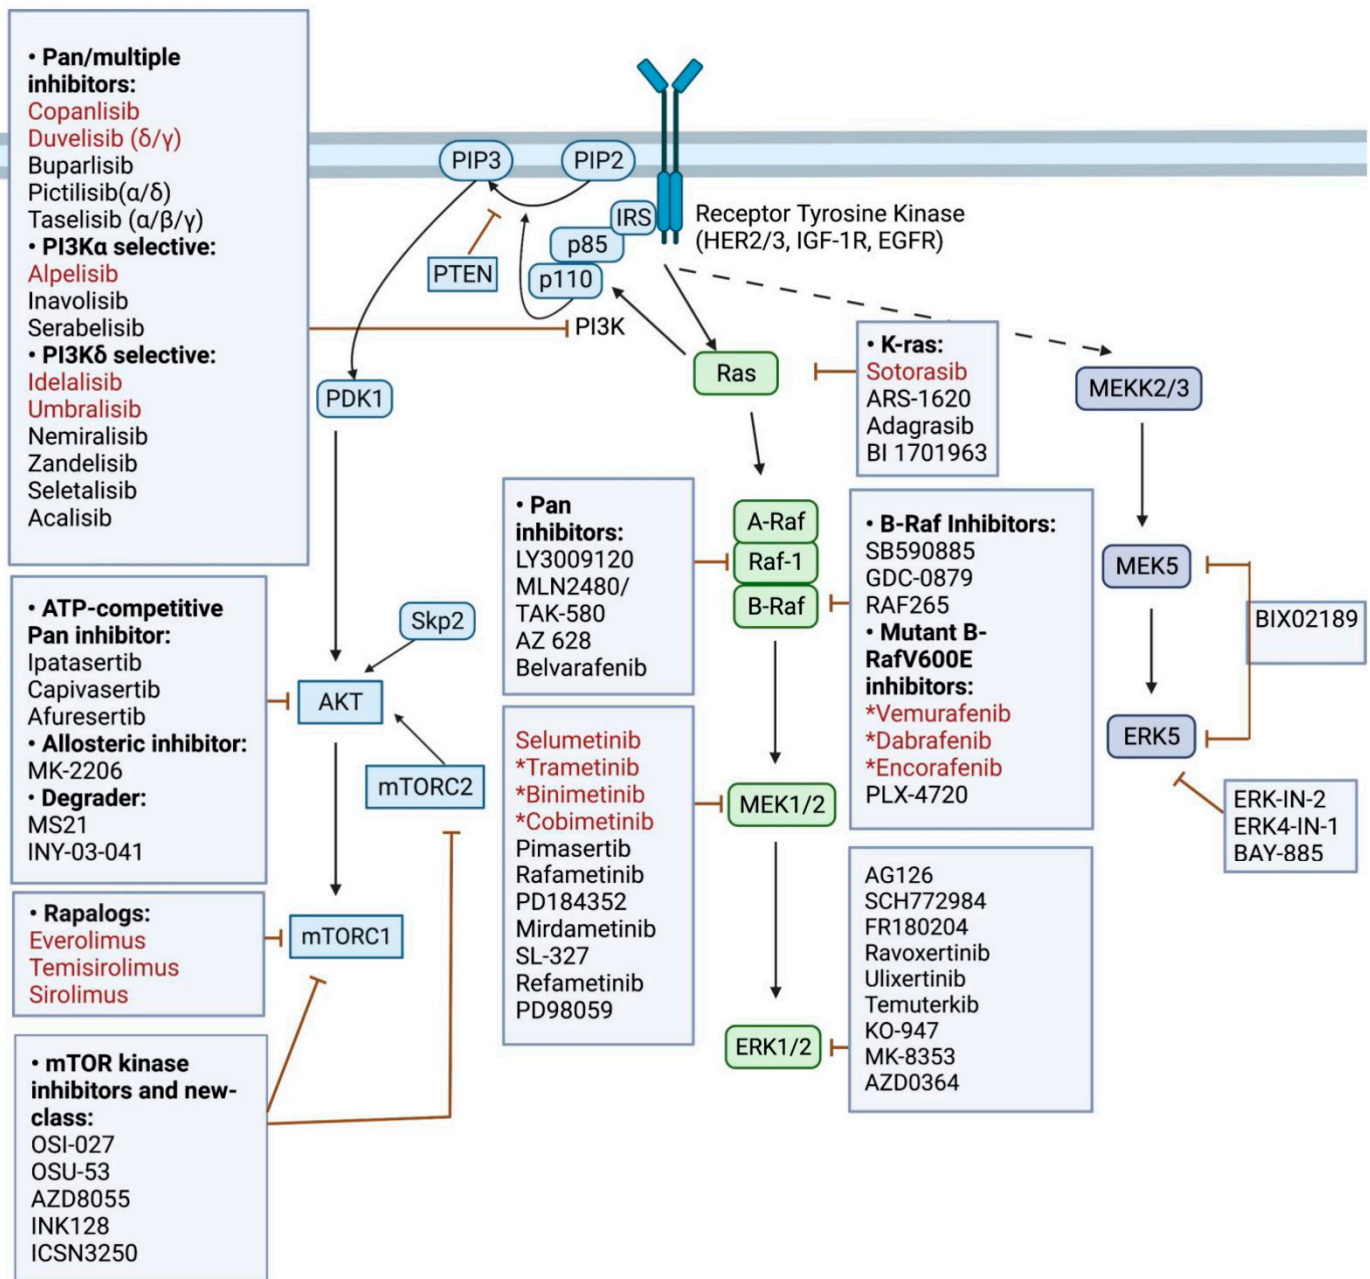 • Pan/multiple
inhibitors:
Copanlisib
Duvelisib (δ/γ)
Buparlisib
Pictilisib(α/δ)
Taselisib (α/β/γ)
• PI3Kα selective:
Alpelisib
Inavolisib
Serabelisib
• PI3Kδ selective:
Idelalisib
Umbralisib
Nemiralisib
Zandelisib
Seletalisib
Acalisib
PIP3
PIP2
IRS
p85
p110
PTEN
PI3K
Receptor Tyrosine Kinase
(HER2/3, IGF-1R, EGFR)
PDK1
Ras
• K-ras:
Sotorasib
ARS-1620
Adagrasib
BI 1701963
MEKK2/3
• Pan
inhibitors:
LY3009120
MLN2480/
TAK-580
AZ 628
Belvarafenib
A-Raf
Raf-1
B-Raf
• B-Raf Inhibitors:
SB590885
GDC-0879
RAF265
• Mutant B-
RafV600E
inhibitors:
*Vemurafenib
*Dabrafenib
*Encorafenib
PLX-4720
MEK5
BIX02189
ERK5
ERK-IN-2
ERK4-IN-1
BAY-885
• ATP-competitive
Pan inhibitor:
Ipatasertib
Capivasertib
Afuresertib
• Allosteric inhibitor:
MK-2206
• Degrader:
MS21
INY-03-041
Skp2
AKT
mTORC2
Selumetinib
*Trametinib
*Binimetinib
*Cobimetinib
Pimasertib
Rafametinib
PD184352
Mirdametinib
SL-327
Refametinib
PD98059
MEK1/2
• Rapalogs:
Everolimus
Temisirolimus
Sirolimus
mTORC1
AG126
SCH772984
FR180204
Ravoxertinib
Ulixertinib
Temuterkib
KO-947
MK-8353
AZD0364
ERK1/2
• mTOR kinase
inhibitors and new-
class:
OSI-027
OSU-53
AZD8055
INK128
ICSN3250